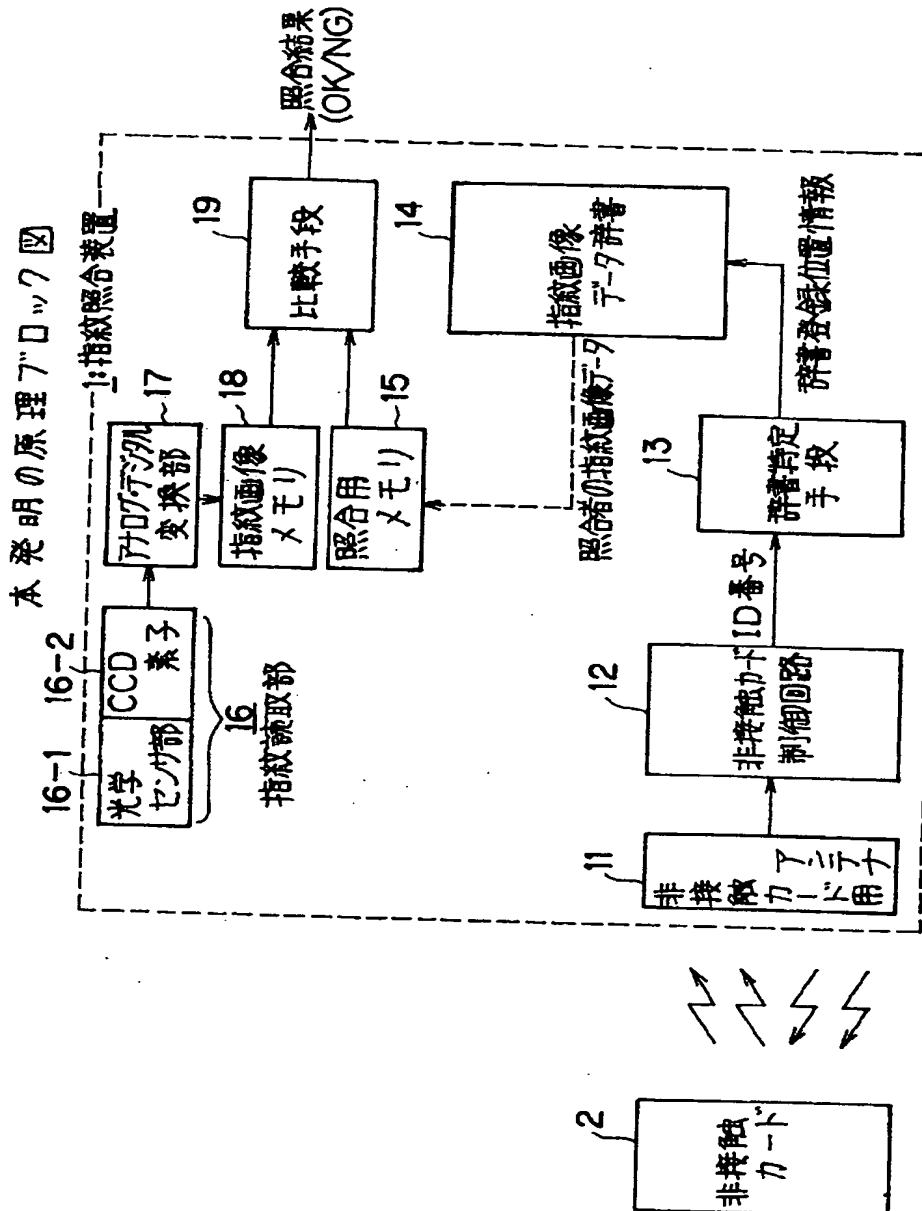 本発明の原理ブロック図
1:指紋照合装置
16-1
16-2
光学
センサ部
CCD
素子
16
指紋読取部
17
アナログ・デジタル
変換部
18
指紋画像
メモリ
15
照合用
メモリ
19
比較手段
照合結果
(OK/NG)
14
指紋画像
データ辞書
照合者の指紋画像データ
2
非接触
カード
11
非接触カード用
アンテナ
12
非接触カード
制御回路
ID番号
13
辞書特定
手段
辞書登録位置情報